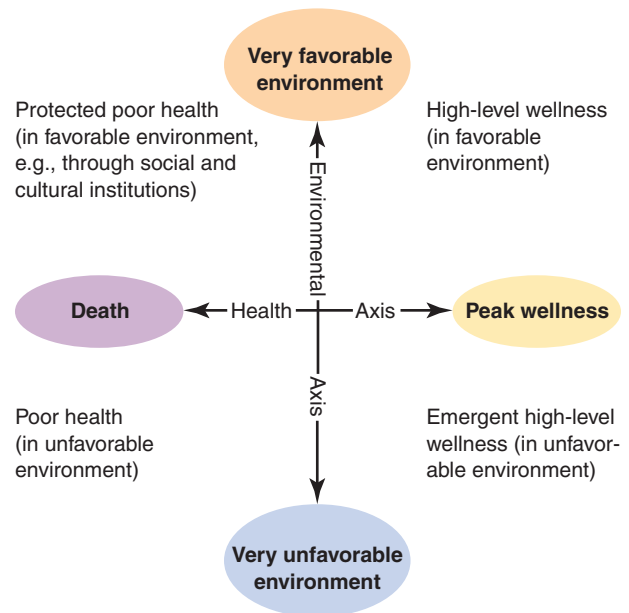 Very favorable
environment
Protected poor health
(in favorable environment,
e.g., through social and
cultural institutions)
High-level wellness
(in favorable
environment)
Environmental
Axis
Death
Health
Axis
Peak wellness
Poor health
(in unfavorable
environment)
Emergent high-level
wellness (in unfavor-
able environment)
Very unfavorable
environment